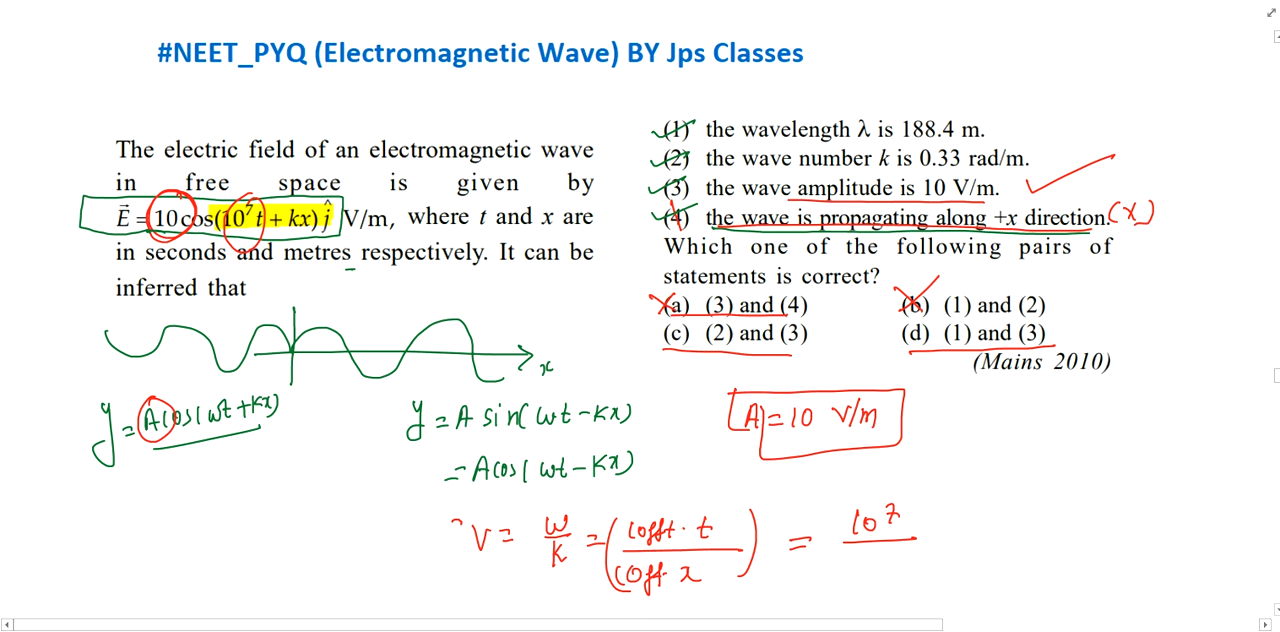 #NEET_PYQ (Electromagnetic Wave) BY Jps Classes
The electric field of an electromagnetic wave
in free space is given by
E⃗ = 10 cos(10⁷t + kx) ĵ V/m, where t and x are
in seconds and metres respectively. It can be
inferred that
(1) the wavelength λ is 188.4 m.
(2) the wave number k is 0.33 rad/m.
(3) the wave amplitude is 10 V/m.
(4) the wave is propagating along +x direction. (x)
Which one of the following pairs of
statements is correct?
(a) (3) and (4) (b) (1) and (2)
(c) (2) and (3) (d) (1) and (3)
(Mains 2010)
x
y = A cos(ωt + kx)
y = A sin(ωt - kx)
= A cos(ωt - kx)
A = 10 V/m
V = ω/k = (coff t · t / coff · x) = 10⁷